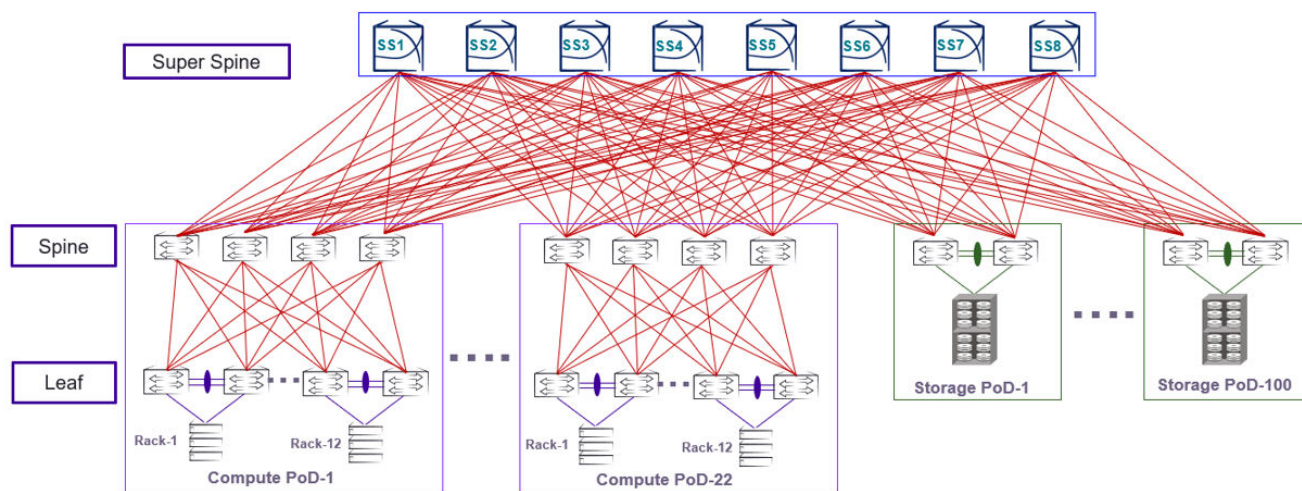 SS1 SS2 SS3 SS4 SS5 SS6 SS7 SS8
Super Spine
Spine
Leaf
Rack-1
Rack-12
Compute PoD-1
Rack-1
Rack-12
Compute PoD-22
Storage PoD-1
Storage PoD-100